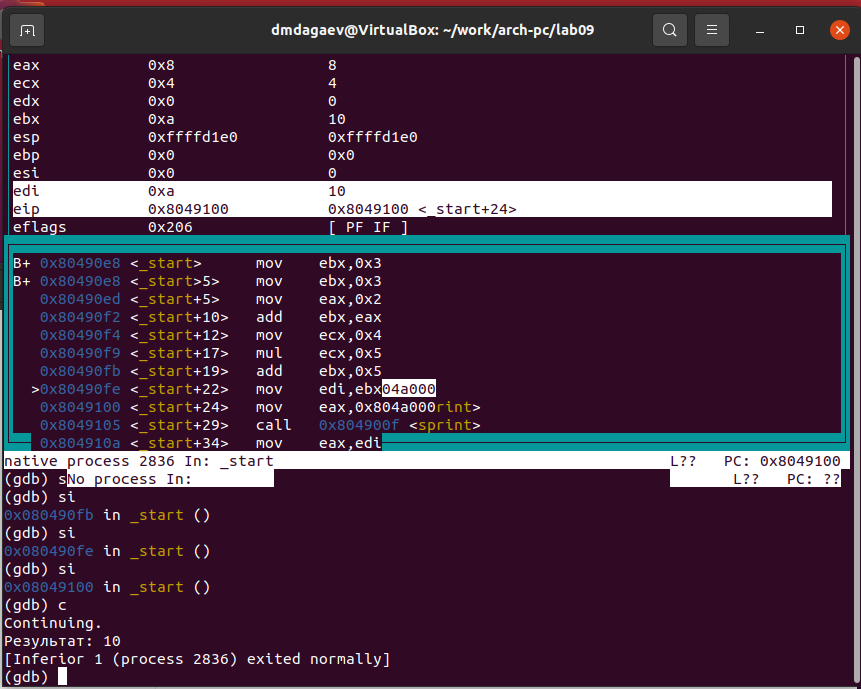 dmdagaev@VirtualBox: ~/work/arch-pc/lab09
eax 0x8 8
ecx 0x4 4
edx 0x0 0
ebx 0xa 10
esp 0xffffd1e0 0xffffd1e0
ebp 0x0 0x0
esi 0x0 0
edi 0xa 10
eip 0x8049100 0x8049100 <_start+24>
eflags 0x206 [ PF IF ]
B+ 0x80490e8 <_start> mov ebx,0x3
B+ 0x80490e8 <_start>5> mov ebx,0x3
0x80490ed <_start+5> mov eax,0x2
0x80490f2 <_start+10> add ebx,eax
0x80490f4 <_start+12> mov ecx,0x4
0x80490f9 <_start+17> mul ecx,0x5
0x80490fb <_start+19> add ebx,0x5
>0x80490fe <_start+22> mov edi,ebx04a000
0x8049100 <_start+24> mov eax,0x804a000rint>
0x8049105 <_start+29> call 0x804900f <sprint>
0x804910a <_start+34> mov eax,edi
native process 2836 In: _start L?? PC: 0x8049100
(gdb) sNo process In: L?? PC: ??
(gdb) si
0x080490fb in _start ()
(gdb) si
0x080490fe in _start ()
(gdb) si
0x08049100 in _start ()
(gdb) c
Continuing.
Результат: 10
[Inferior 1 (process 2836) exited normally]
(gdb)